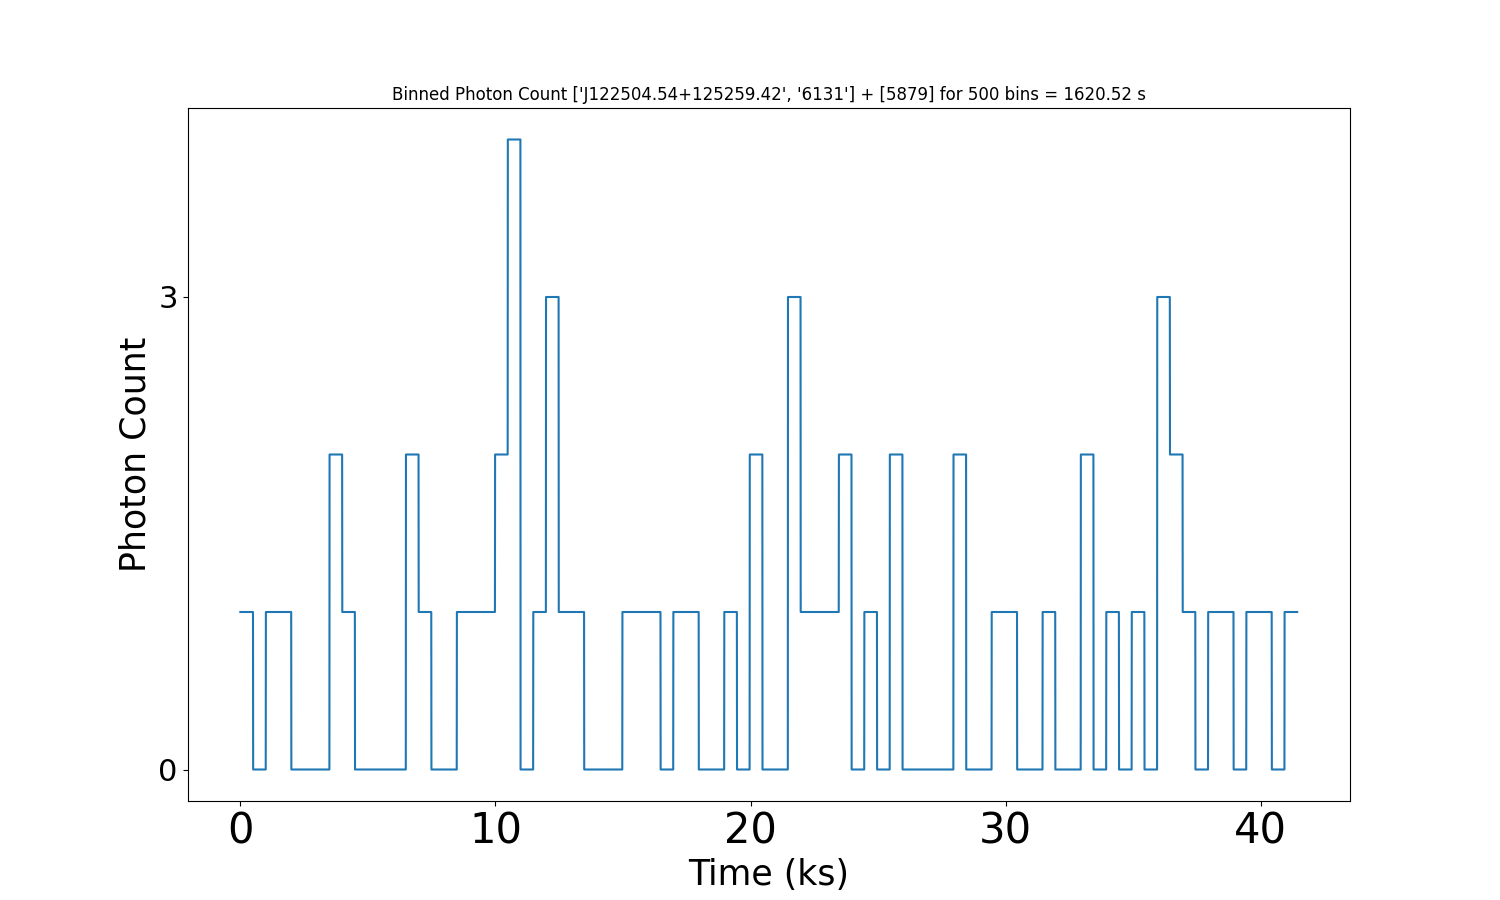 Binned Photon Count ['J122504.54+125259.42', '6131'] + [5879] for 500 bins = 1620.52 s
3
0
Photon Count
0 10 20 30 40
Time (ks)